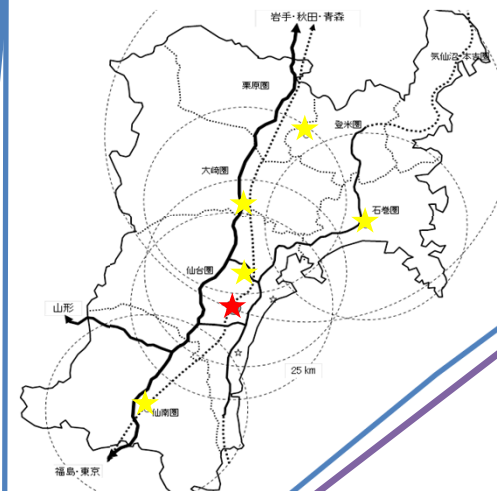 岩手・秋田・青森
気仙沼・本吉圏
栗原圏
登米圏
大崎圏
石巻圏
仙台圏
山形
25 km
仙南圏
福島・東京